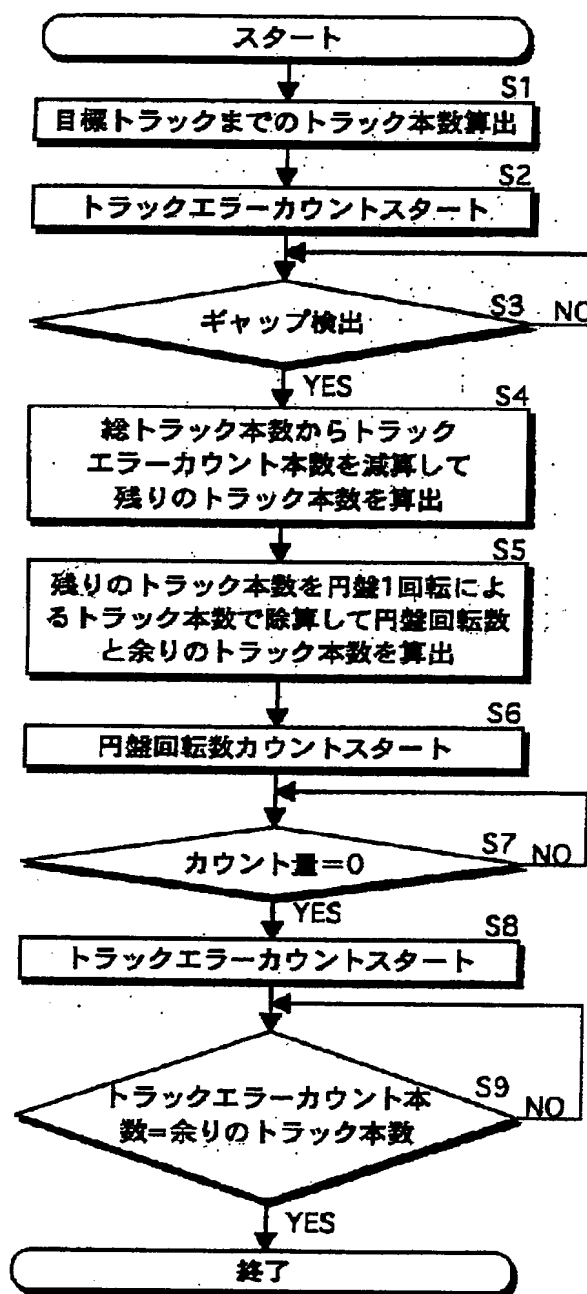 スタート
S1
目標トラックまでのトラック本数算出
S2
トラックエラーカウントスタート
ギャップ検出
S3
NO
YES
S4
総トラック本数からトラック
エラーカウント本数を減算して
残りのトラック本数を算出
S5
残りのトラック本数を円盤1回転によ
るトラック本数で除算して円盤回転数
と余りのトラック本数を算出
S6
円盤回転数カウントスタート
カウント量=0
S7
NO
YES
S8
トラックエラーカウントスタート
トラックエラーカウント本
数=余りのトラック本数
S9
NO
YES
終了